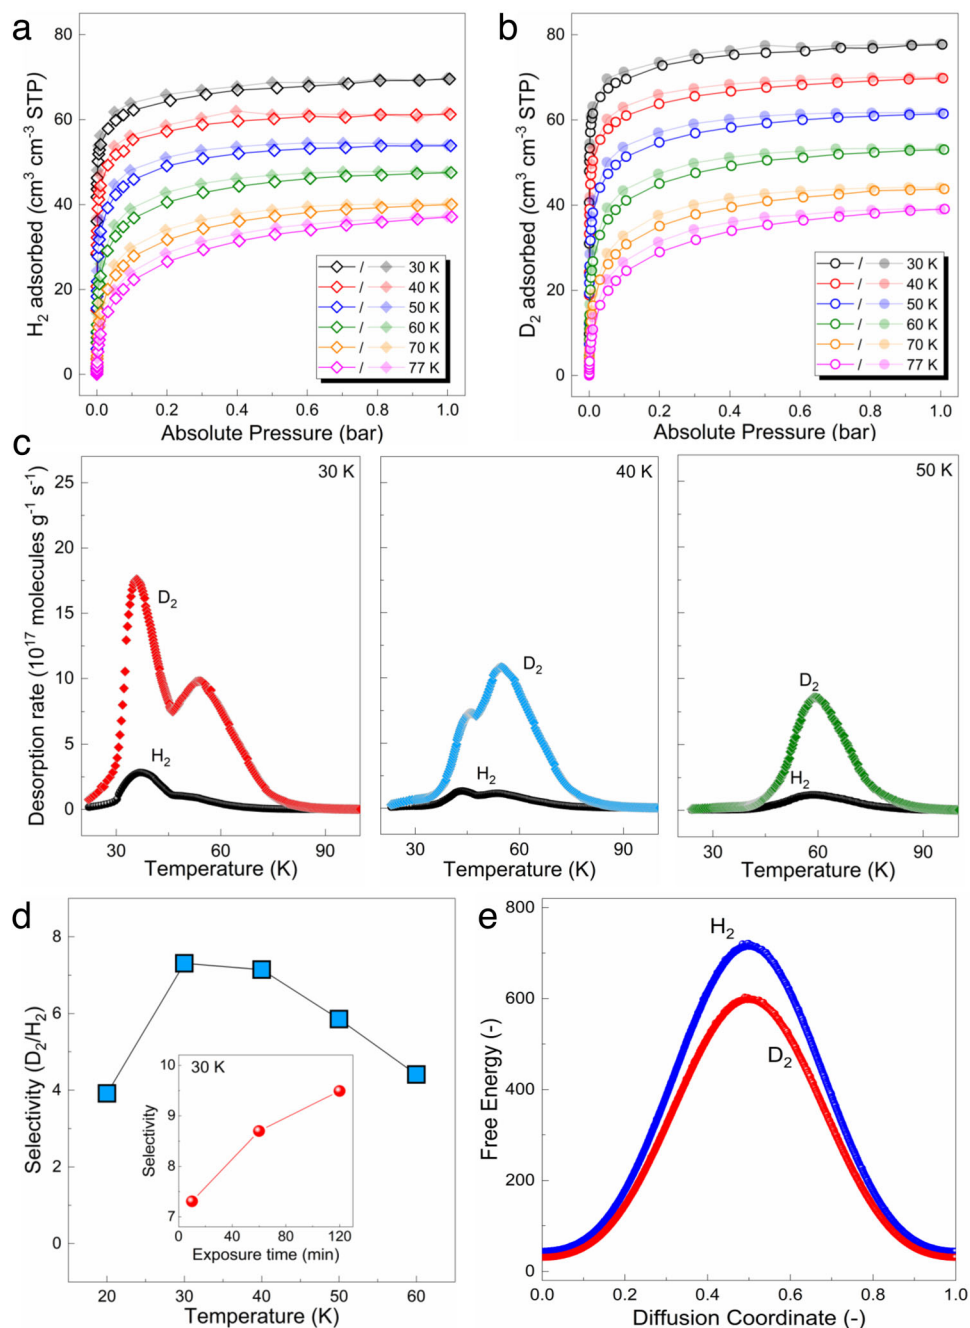 a
H₂ adsorbed (cm³ cm⁻³ STP)
80
60
40
20
0
/ 30 K
/ 40 K
/ 50 K
/ 60 K
/ 70 K
/ 77 K
0.0 0.2 0.4 0.6 0.8 1.0
Absolute Pressure (bar)
b
D₂ adsorbed (cm³ cm⁻³ STP)
80
60
40
20
0
/ 30 K
/ 40 K
/ 50 K
/ 60 K
/ 70 K
/ 77 K
0.0 0.2 0.4 0.6 0.8 1.0
Absolute Pressure (bar)
c
Desorption rate (10¹⁷ molecules g⁻¹ s⁻¹)
25
20
15
10
5
0
30 K
D₂
H₂
30 60 90
Temperature (K)
40 K
D₂
H₂
30 60 90
Temperature (K)
50 K
D₂
H₂
30 60 90
Temperature (K)
d
Selectivity (D₂/H₂)
8
6
4
2
0
30 K
Selectivity
10
9
8
7
0 40 80 120
Exposure time (min)
20 30 40 50 60
Temperature (K)
e
Free Energy (-)
800
600
400
200
0
H₂
D₂
0.0 0.2 0.4 0.6 0.8 1.0
Diffusion Coordinate (-)